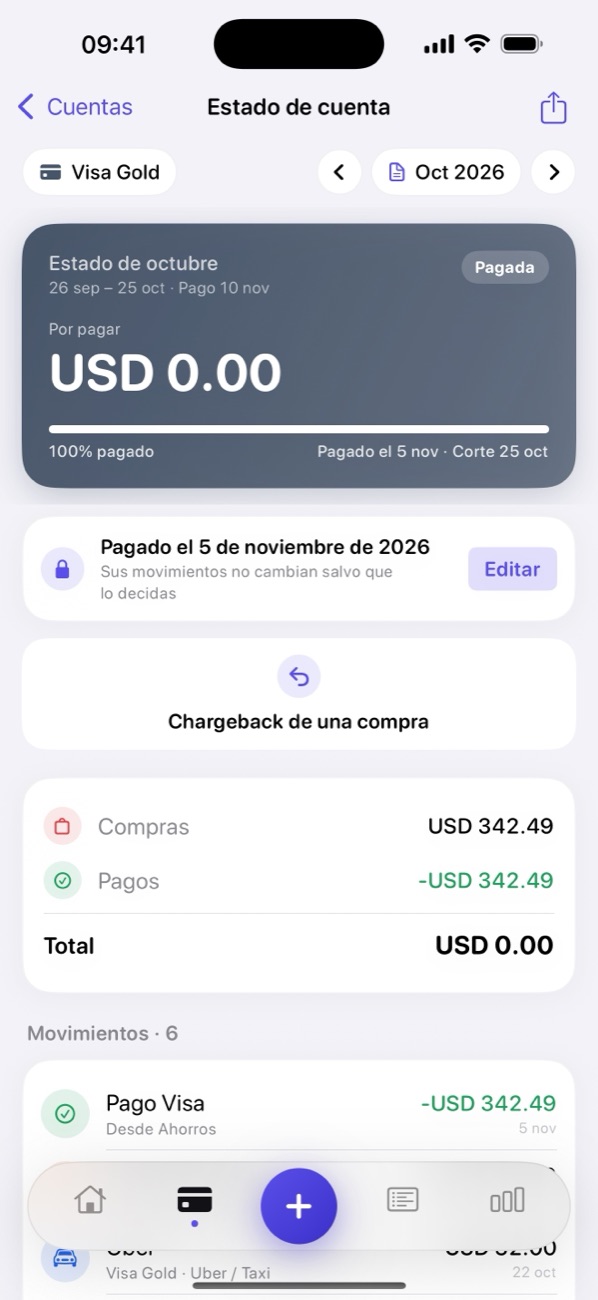 09:41
Cuentas
Estado de cuenta
Visa Gold
Oct 2026
Estado de octubre
Pagada
26 sep – 25 oct · Pago 10 nov
Por pagar
USD 0.00
100% pagado
Pagado el 5 nov · Corte 25 oct
Pagado el 5 de noviembre de 2026
Sus movimientos no cambian salvo que
lo decidas
Editar
Chargeback de una compra
Compras
USD 342.49
Pagos
-USD 342.49
Total
USD 0.00
Movimientos · 6
Pago Visa
-USD 342.49
Desde Ahorros
5 nov
Uber
Visa Gold · Uber / Taxi
22 oct